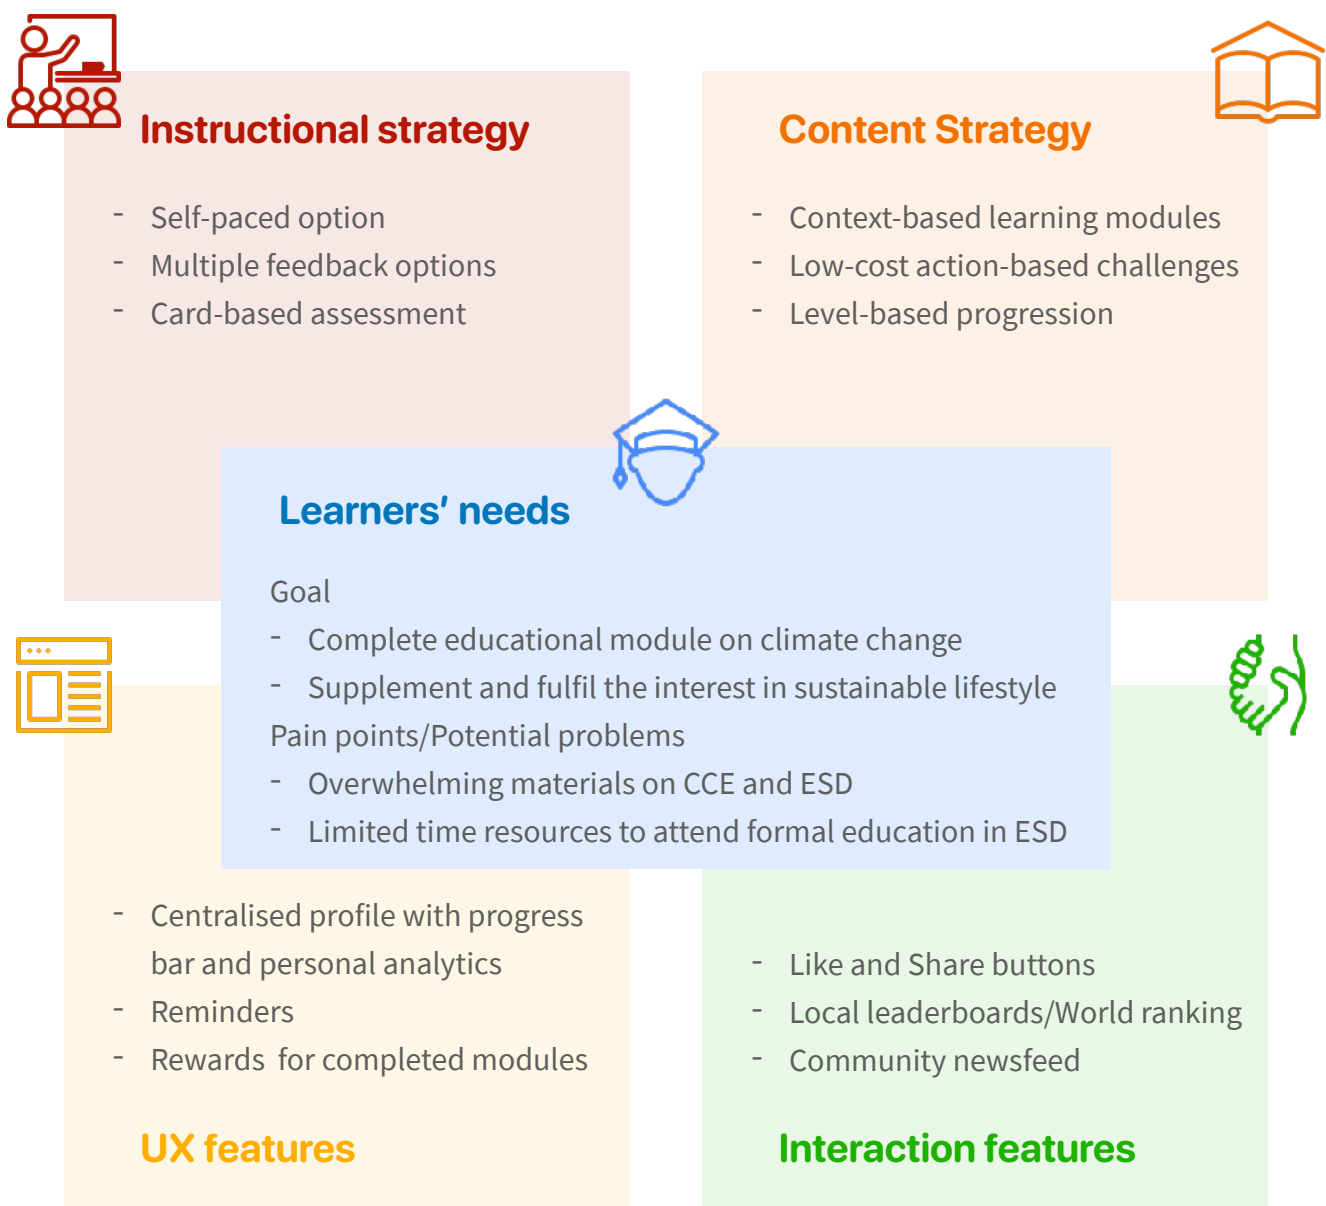 Instructional strategy
- Self-paced option
- Multiple feedback options
- Card-based assessment
Content Strategy
- Context-based learning modules
- Low-cost action-based challenges
- Level-based progression
Learners' needs
Goal
- Complete educational module on climate change
- Supplement and fulfil the interest in sustainable lifestyle
Pain points/Potential problems
- Overwhelming materials on CCE and ESD
- Limited time resources to attend formal education in ESD
- Centralised profile with progress
bar and personal analytics
- Reminders
- Rewards for completed modules
UX features
- Like and Share buttons
- Local leaderboards/World ranking
- Community newsfeed
Interaction features